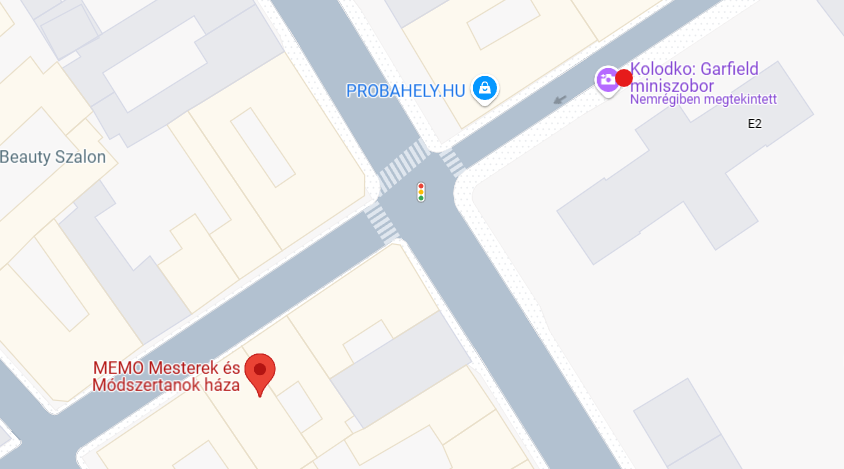 Kolodko: Garfield
miniszobor
Nemrégiben megtekintett
PROBAHELY.HU
E2
Beauty Szalon
MEMO Mesterek és
Módszertanok háza